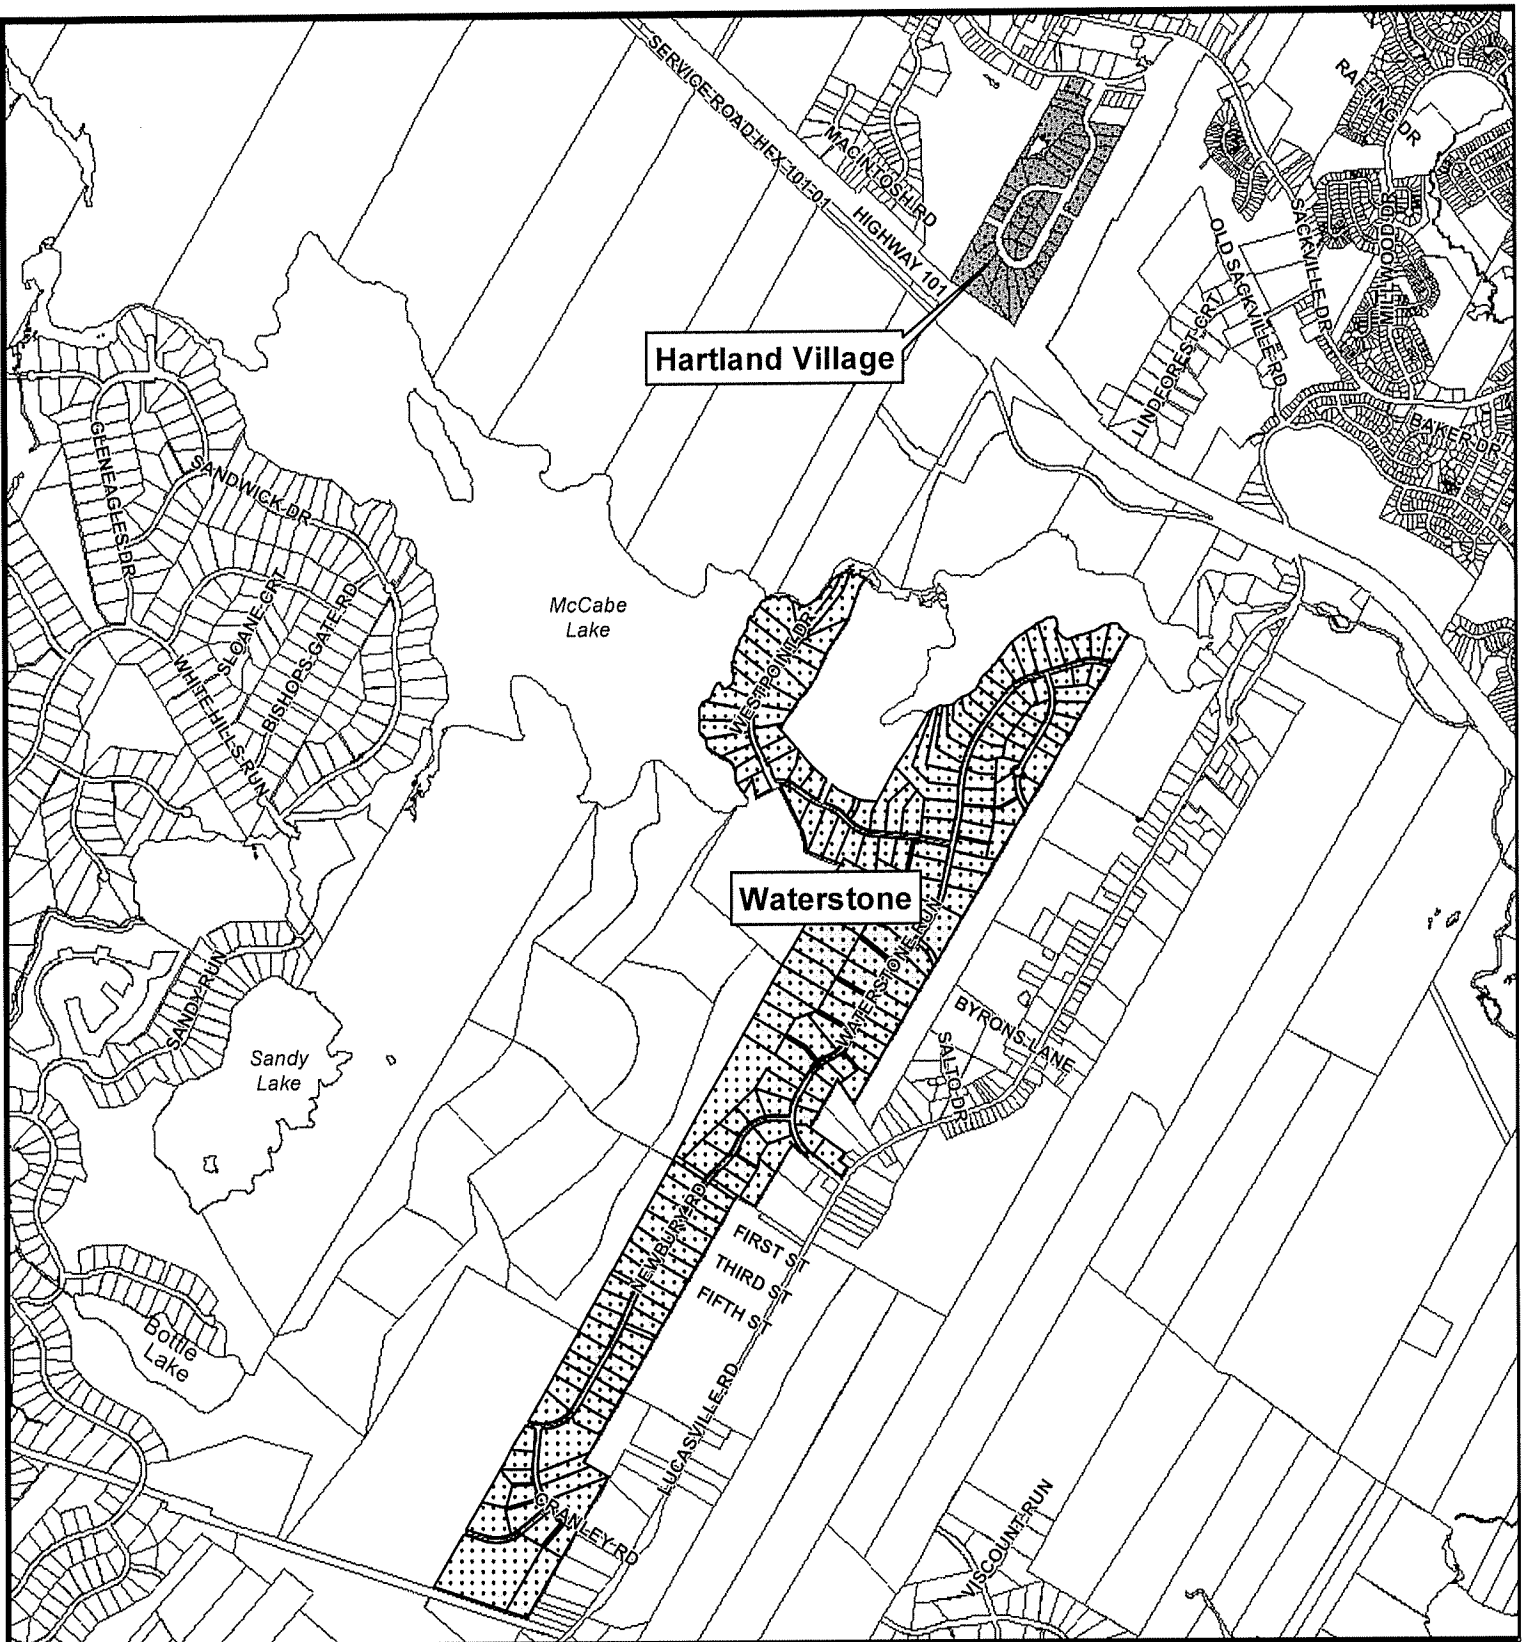 SERVICE ROAD HEX 101-01
RAFTING DR
MACINTOSH RD
HIGHWAY 101
OLD SACKVILLE RD
SACKVILLE DR
MILLWOOD DR
Hartland Village
LINDFOREST CRT
BAKER DR
GLENEAGLES DR
SANDWICK DR
McCabe
Lake
SLOANE CRT
BISHOPS GATE RD
WESTPOINT DR
WHITE HILLS RUN
Waterstone
WATERSTONE RUN
SANDY RUN
Sandy
Lake
BYRONS LANE
SALTO DR
NEWBURY RD
FIRST ST
THIRD ST
FIFTH ST
Bottle
Lake
LUCASVILLE RD
CRANLEY RD
VISCOUNT RUN